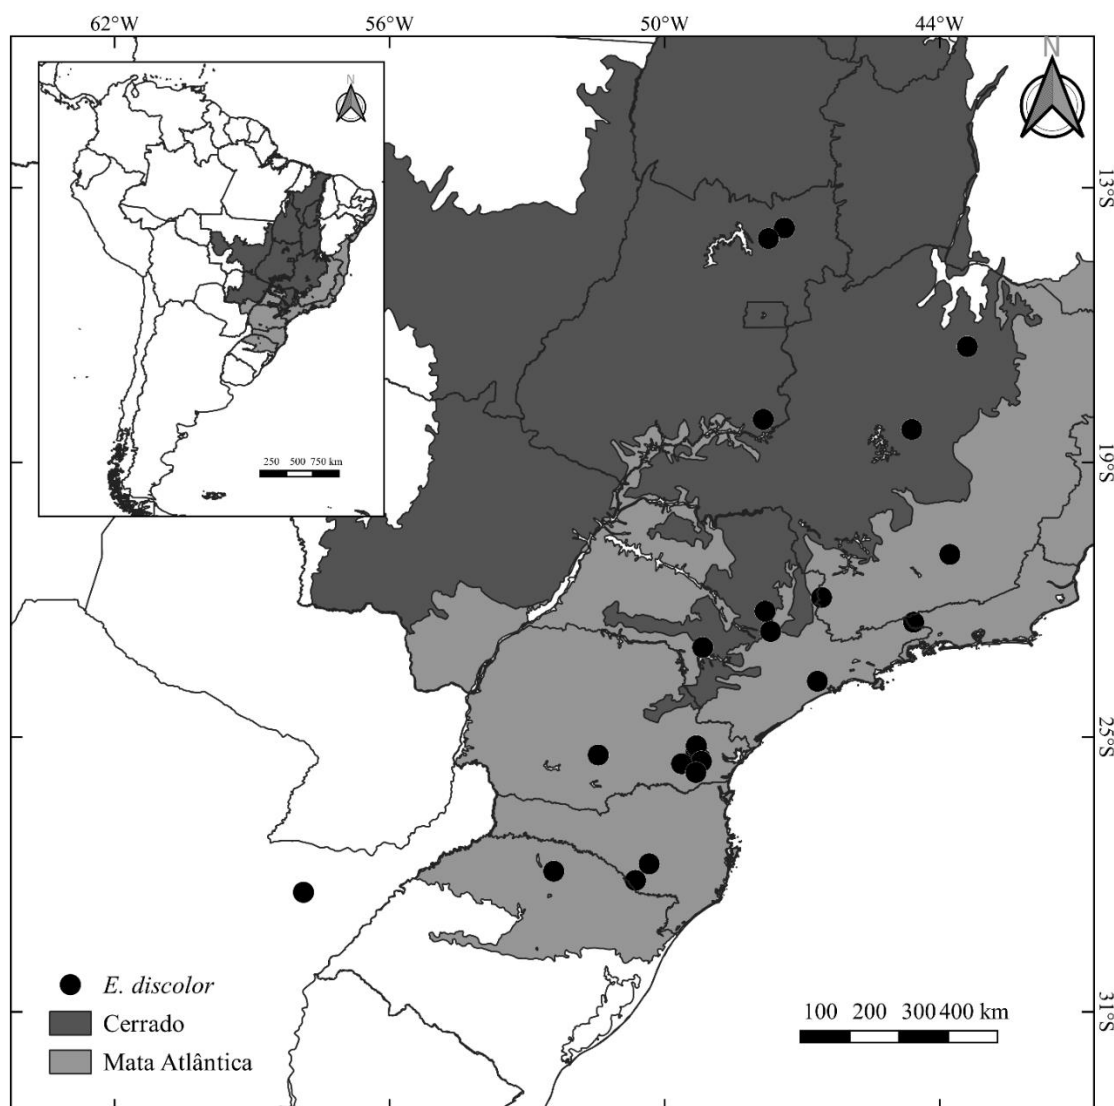 62°W 56°W 50°W 44°W
N
N
13°S
250 500 750 km
19°S
25°S
E. discolor
Cerrado
Mata Atlântica
100 200 300 400 km
31°S